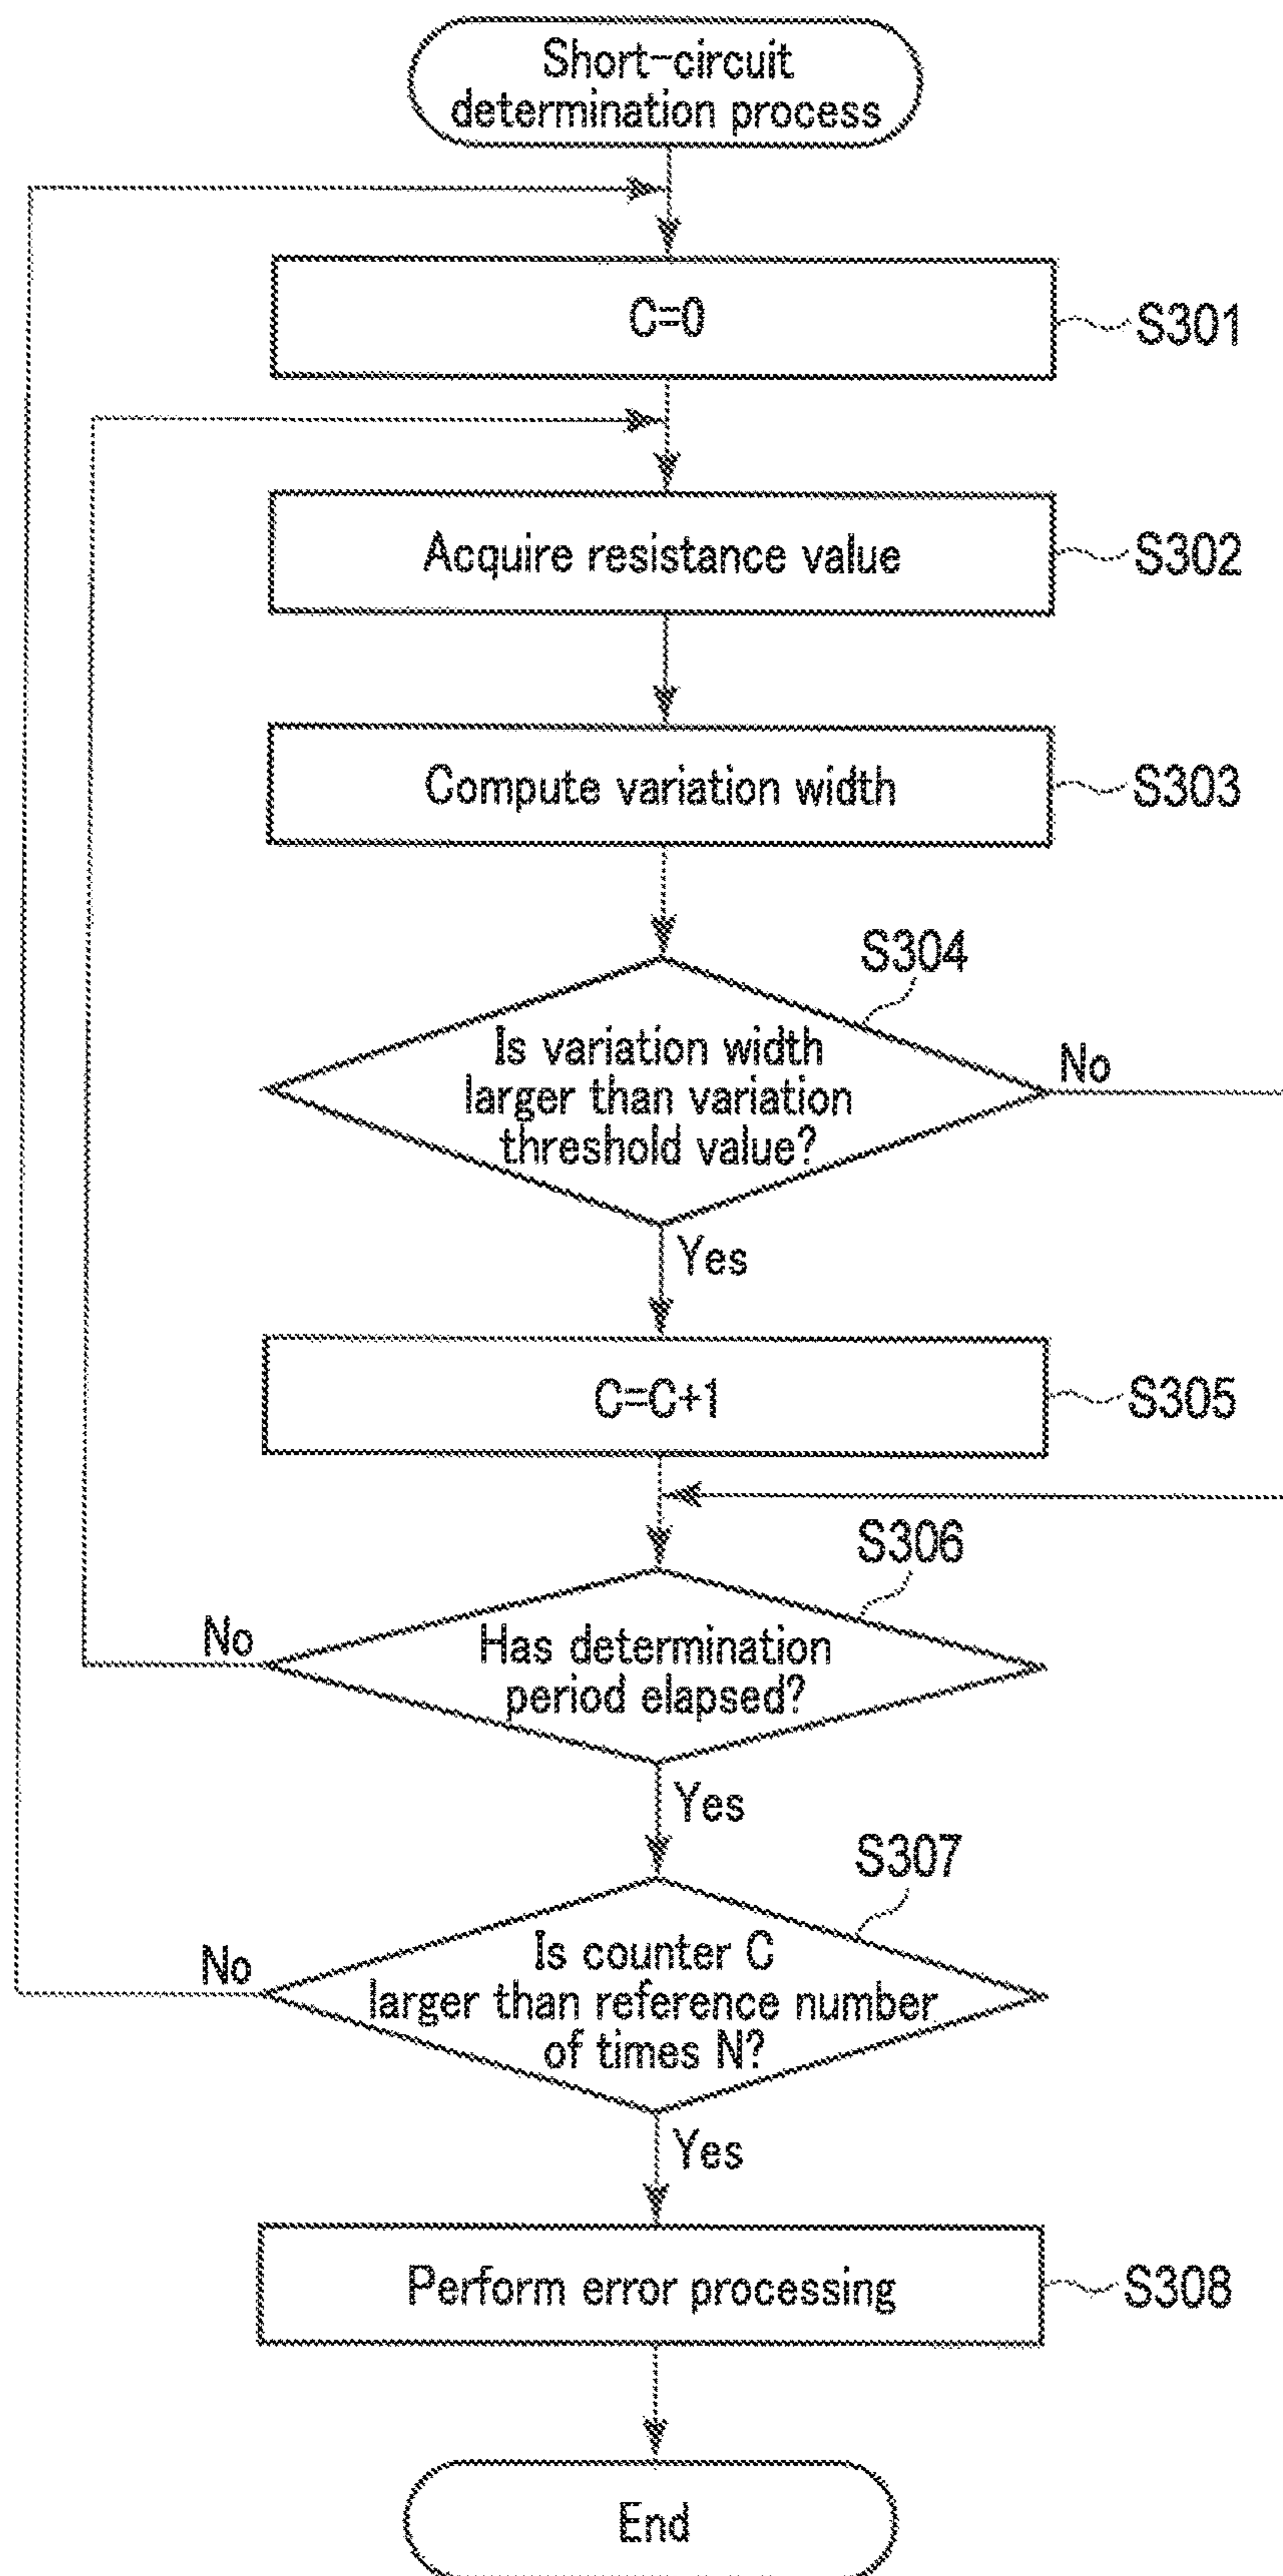 Short-circuit
determination process
C=0
S301
Acquire resistance value
S302
Compute variation width
S303
S304
Is variation width
larger than variation
threshold value?
No
Yes
C=C+1
S305
S306
Has determination
period elapsed?
No
Yes
S307
Is counter C
larger than reference number
of times N?
No
Yes
Perform error processing
S308
End